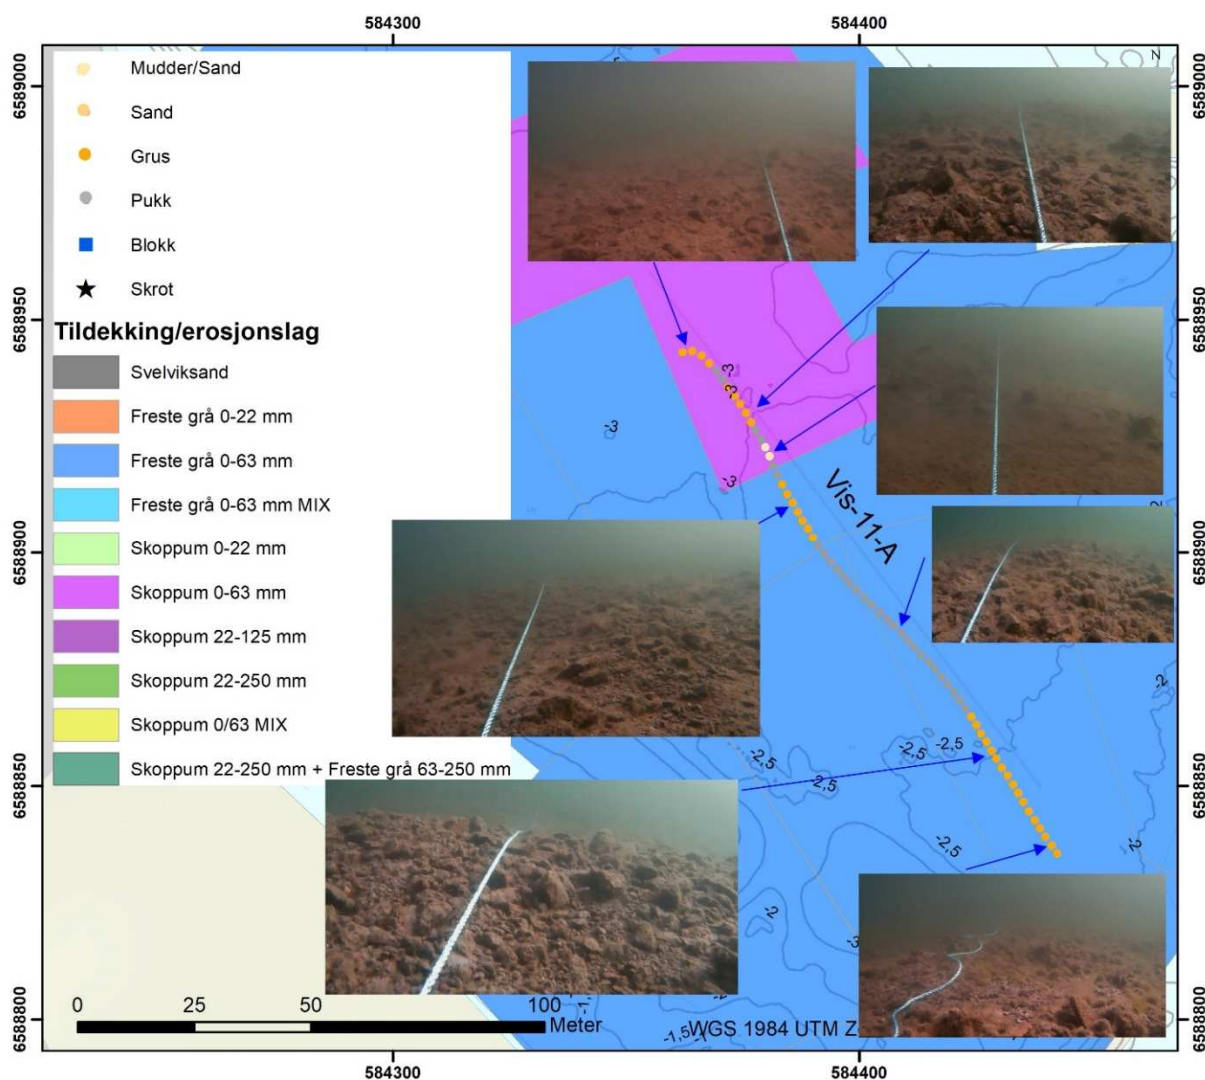 584300
584400
6589000
6589000
N
Mudder/Sand
Sand
Grus
Pukk
Blokk
Skrot
6588950
6588950
Tildekking/erosjonslag
Svelviksand
Freste grå 0-22 mm
Freste grå 0-63 mm
Freste grå 0-63 mm MIX
Skoppum 0-22 mm
Skoppum 0-63 mm
Skoppum 22-125 mm
Skoppum 22-250 mm
Skoppum 0/63 MIX
Skoppum 22-250 mm + Freste grå 63-250 mm
-3
-3
-3
-3
Vis-11-A
6588900
6588900
-2
-2
-2,5
-2,5
-2,5
-2,5
-2,5
-2
6588850
6588850
-2
-3
-2
0
25
50
100
Meter
-1,5
WGS 1984 UTM
6588800
6588800
584300
584400